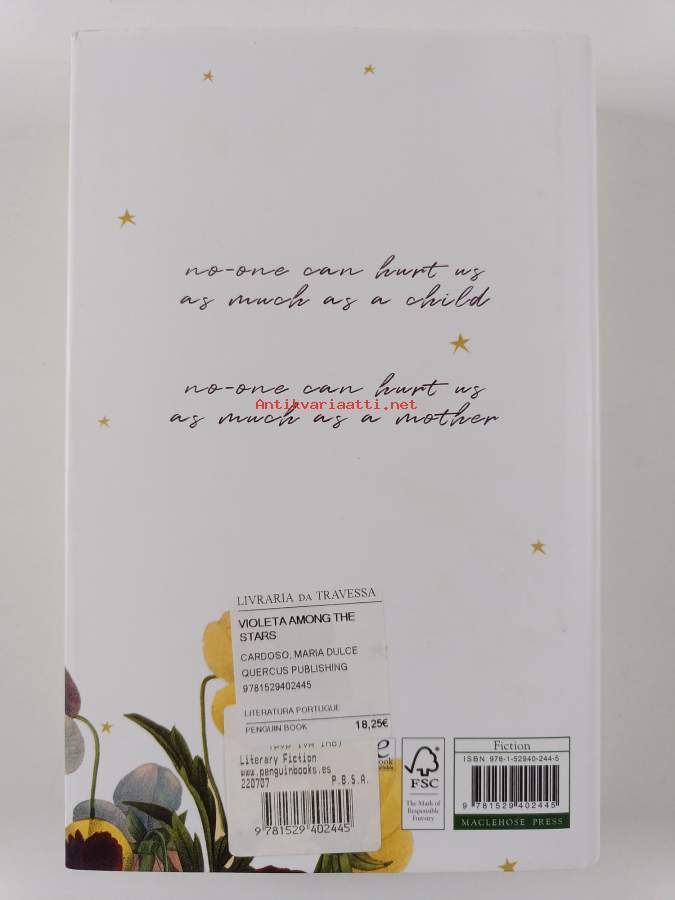 no-one can hurt us
as much as a child
no-one can hurt us
Antikvariaatti.net
as much as a mother
LIVRARIA DA TRAVESSA
VIOLETA AMONG THE
STARS
CARDOSO, MARIA DULCE
QUERCUS PUBLISHING
9781529402445
LITERATURA PORTUGUE
PENGUIN BOOK 18,25€
(PVP IVA Inc)
Literary Fiction
www.penguinbooks.es
220707 P.B.S.A.
9 781529 402445
FSC
The Mark of
Responsible
Forestry
Fiction
ISBN 978-1-52940-244-5
9 781529 402445
MACLEHOSE PRESS